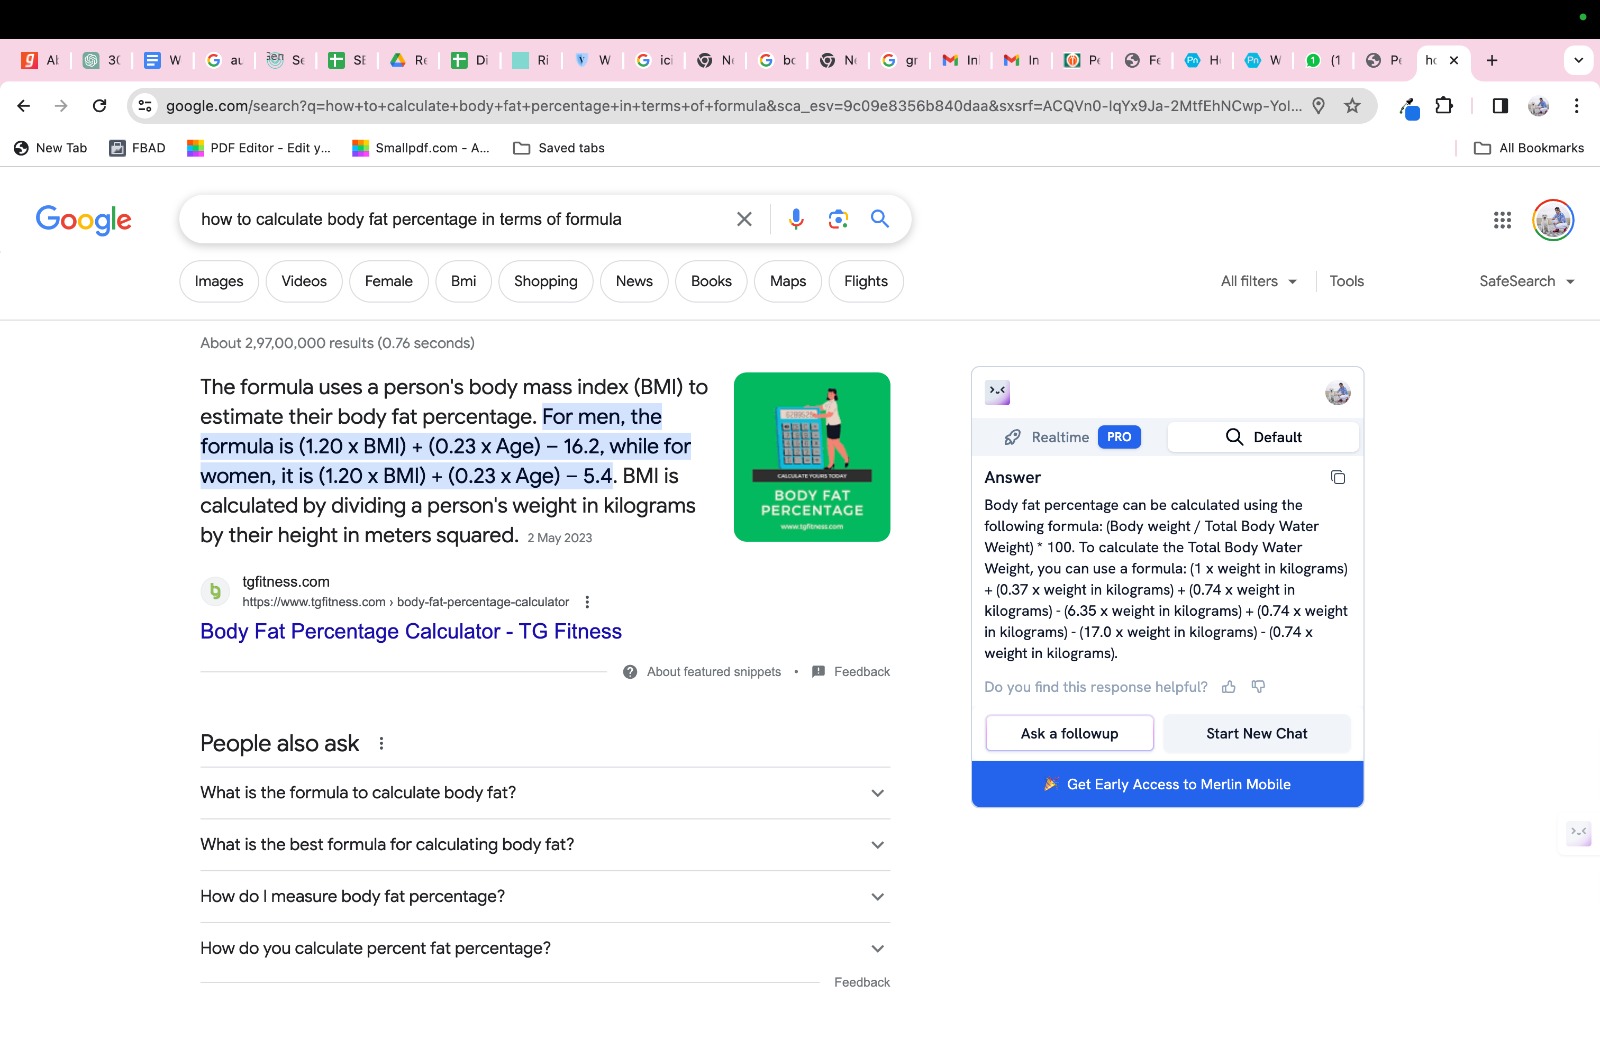 Al
30
W
au
Se
SE
Re
Di
Ri
W
ici
Ne
bo
Ne
gr
In
In
Pe
Fe
H
W
(1
Pe
ho
google.com/search?q=how+to+calculate+body+fat+percentage+in+terms+of+formula&sca_esv=9c09e8356b840daa&sxsrf=ACQVn0-IqYx9Ja-2MtfEhNCwp-Yol...
New Tab
FBAD
PDF Editor - Edit y...
Smallpdf.com - A...
Saved tabs
All Bookmarks
Google
how to calculate body fat percentage in terms of formula
Images
Videos
Female
Bmi
Shopping
News
Books
Maps
Flights
All filters
Tools
SafeSearch
About 2,97,00,000 results (0.76 seconds)
The formula uses a person's body mass index (BMI) to
estimate their body fat percentage. For men, the
formula is (1.20 x BMI) + (0.23 x Age) – 16.2, while for
women, it is (1.20 x BMI) + (0.23 x Age) – 5.4. BMI is
calculated by dividing a person's weight in kilograms
by their height in meters squared. 2 May 2023
CALCULATE YOURS TODAY
BODY FAT
PERCENTAGE
www.tgfitness.com
tgfitness.com
https://www.tgfitness.com › body-fat-percentage-calculator
Body Fat Percentage Calculator - TG Fitness
About featured snippets • Feedback
People also ask
What is the formula to calculate body fat?
What is the best formula for calculating body fat?
How do I measure body fat percentage?
How do you calculate percent fat percentage?
Feedback
Realtime PRO
Default
Answer
Body fat percentage can be calculated using the
following formula: (Body weight / Total Body Water
Weight) * 100. To calculate the Total Body Water
Weight, you can use a formula: (1 x weight in kilograms)
+ (0.37 x weight in kilograms) + (0.74 x weight in
kilograms) - (6.35 x weight in kilograms) + (0.74 x weight
in kilograms) - (17.0 x weight in kilograms) - (0.74 x
weight in kilograms).
Do you find this response helpful?
Ask a followup
Start New Chat
Get Early Access to Merlin Mobile